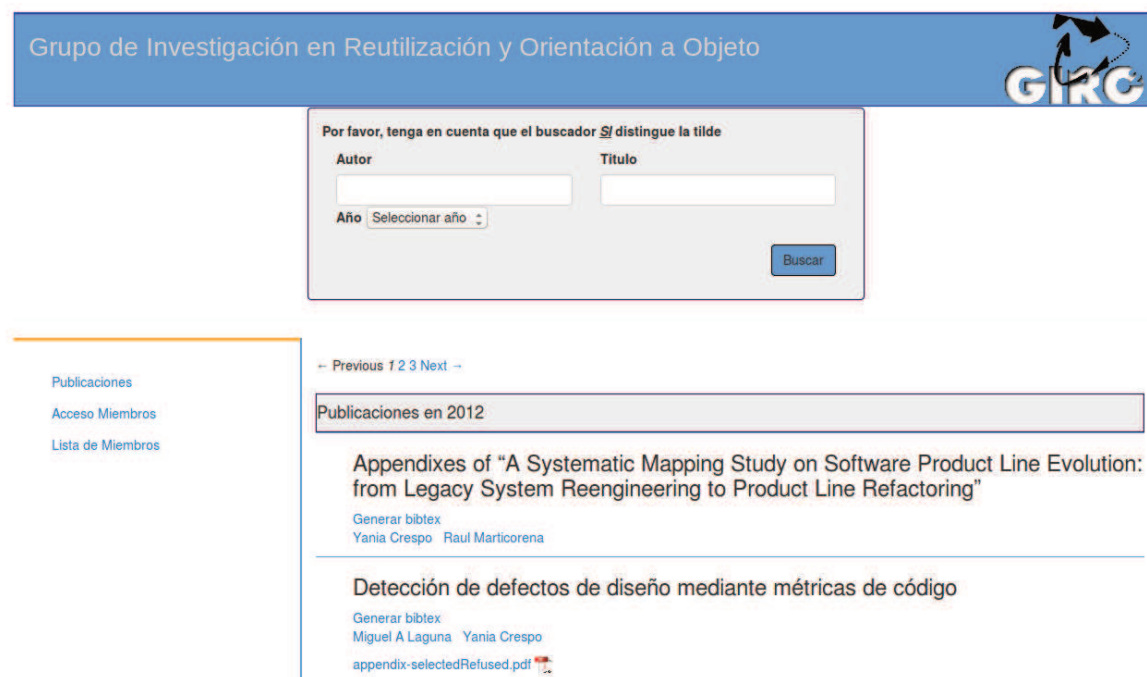 Grupo de Investigación en Reutilización y Orientación a Objeto
GIRO
Por favor, tenga en cuenta que el buscador SI distingue la tilde
Autor Titulo
Año Seleccionar año
Buscar
← Previous 1 2 3 Next →
Publicaciones
Acceso Miembros
Lista de Miembros
Publicaciones en 2012
Appendixes of “A Systematic Mapping Study on Software Product Line Evolution:
from Legacy System Reengineering to Product Line Refactoring”
Generar bibtex
Yania Crespo Raul Marticorena
Detección de defectos de diseño mediante métricas de código
Generar bibtex
Miguel A Laguna Yania Crespo
appendix-selectedRefused.pdf